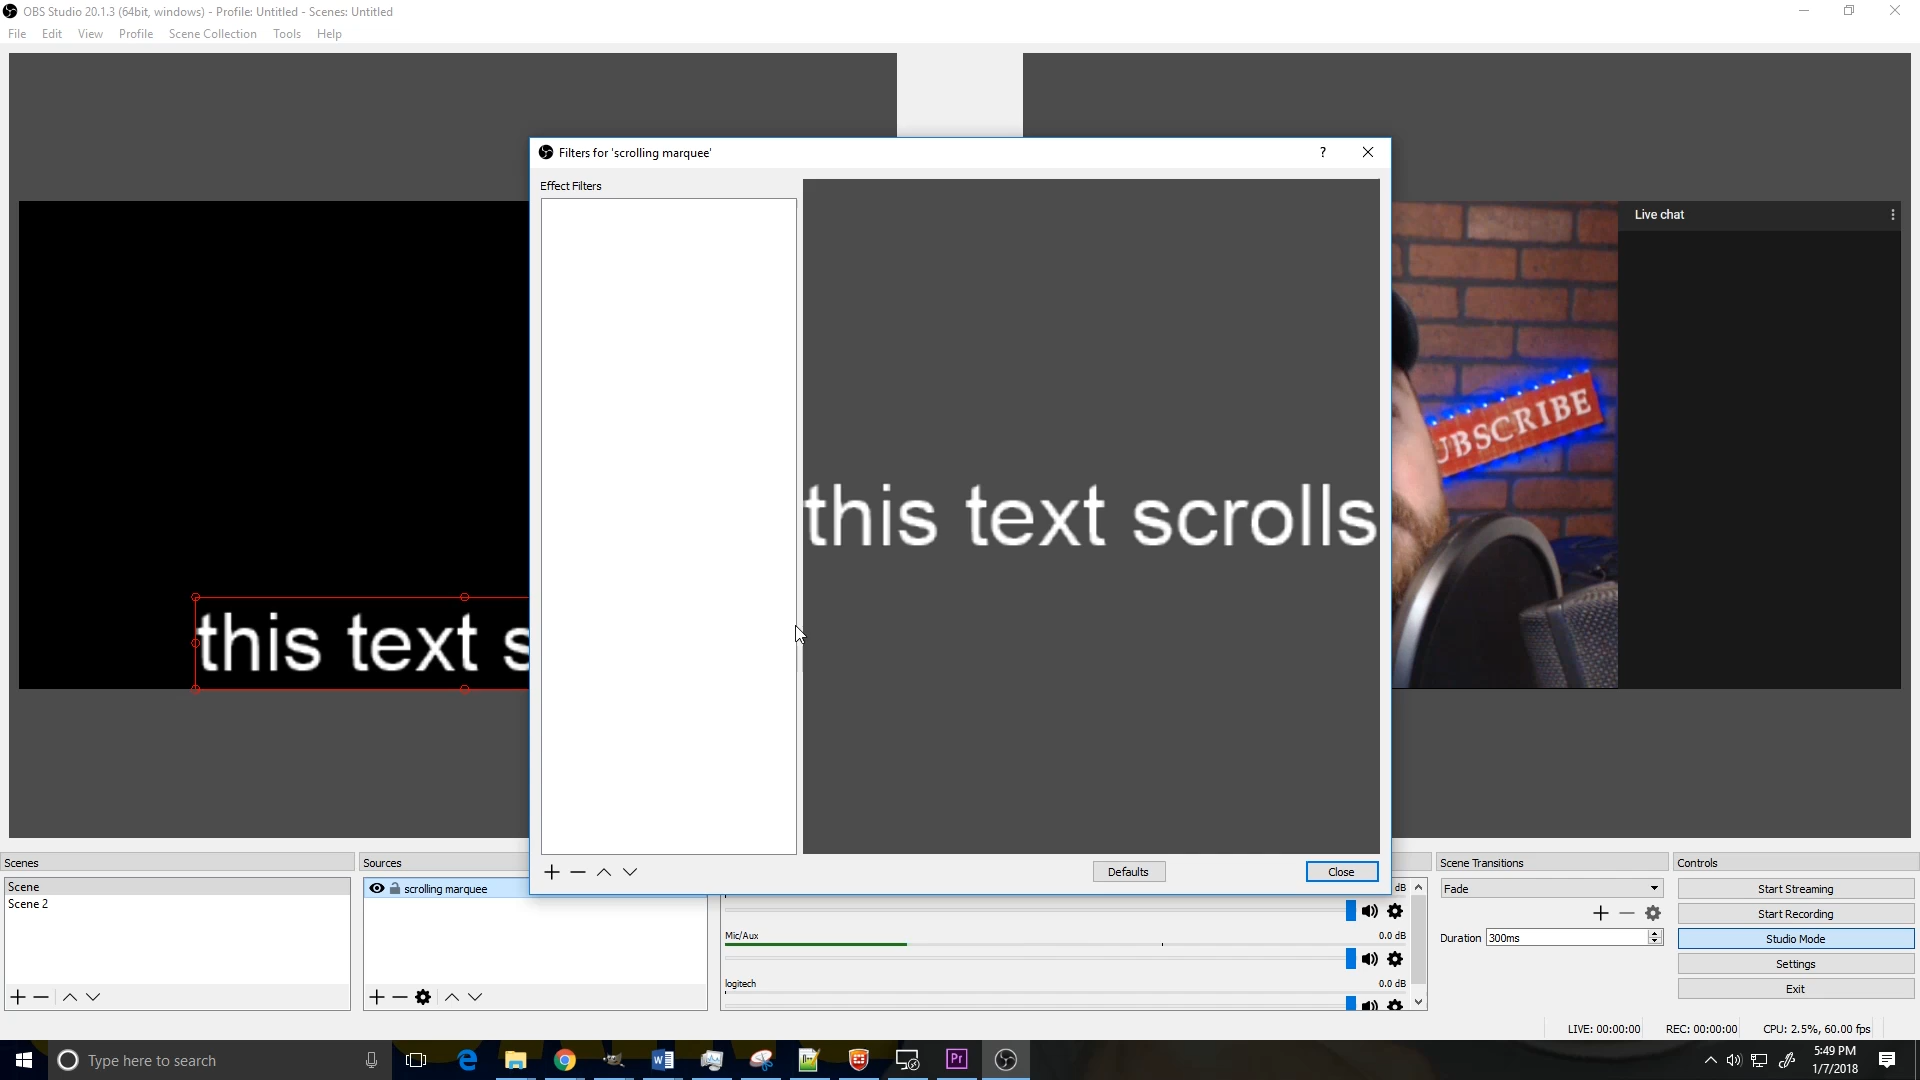 OBS Studio 20.1.3 (64bit, windows) - Profile: Untitled - Scenes: Untitled
File Edit View Profile Scene Collection Tools Help
Filters for 'scrolling marquee'
?
Effect Filters
this text scrolls
this text s
Live chat
UBSCRIBE
Defaults
Close
Scenes
Scene
Scene 2
Sources
scrolling marquee
dB
Mic/Aux
0.0 dB
logitech
0.0 dB
Scene Transitions
Fade
Duration 300ms
Controls
Start Streaming
Start Recording
Studio Mode
Settings
Exit
LIVE: 00:00:00 REC: 00:00:00 CPU: 2.5%, 60.00 fps
Type here to search
Pr
5:49 PM
1/7/2018